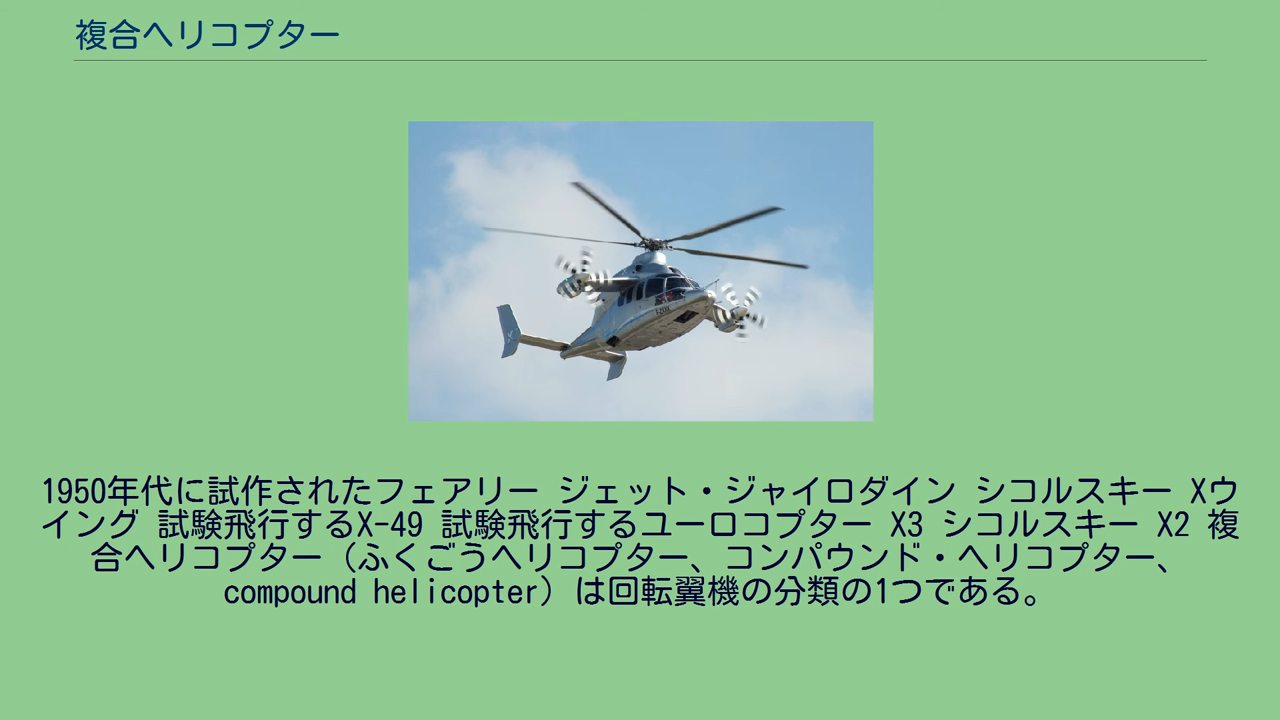 複合ヘリコプター
1950年代に試作されたフェアリー ジェット・ジャイロダイン シコルスキー Xウ
イング 試験飛行するX-49 試験飛行するユーロコプター X3 シコルスキー X2 複
合ヘリコプター（ふくごうヘリコプター、コンパウンド・ヘリコプター、
compound helicopter）は回転翼機の分類の1つである。